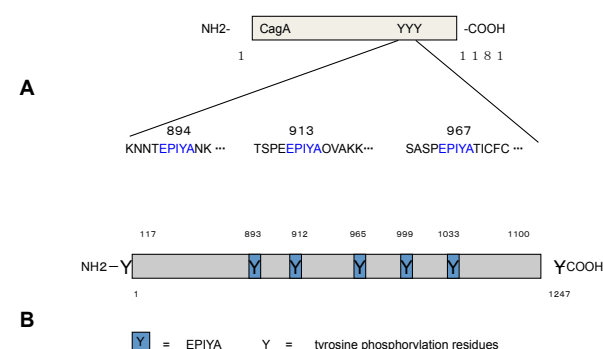 NH2- CagA YYY -COOH
1 1181
A
894 913 967
KNNTEPIYANK ··· TSPEEPIYAOVAKK··· SASPEPIYATICFC ···
117 893 912 965 999 1033 1100
NH2–Y Y Y Y Y Y YCOOH
1 1247
B
Y = EPIYA Y = tyrosine phosphorylation residues